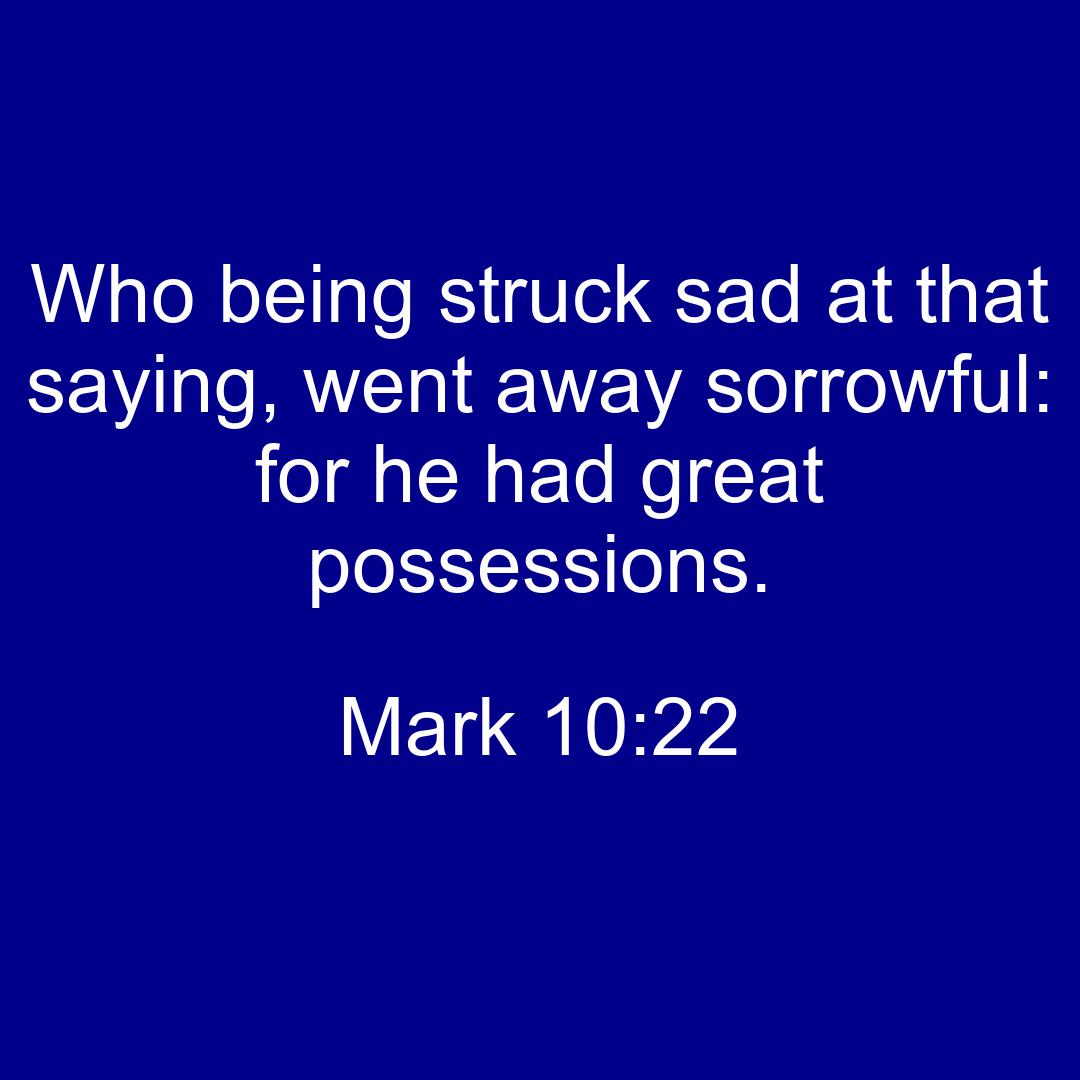 Who being struck sad at that
saying, went away sorrowful:
for he had great
possessions.
Mark 10:22